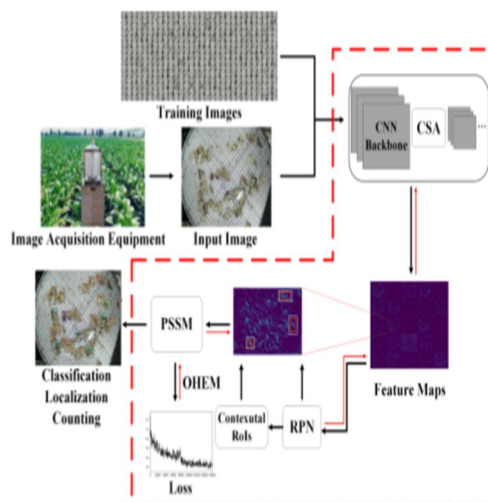 Training Images
CNN
Backbone
CSA
...
Image Acquisition Equipment
Input Image
PSSM
OHEM
Classification
Localization
Counting
Contexutal
RoIs
RPN
Feature Maps
Loss